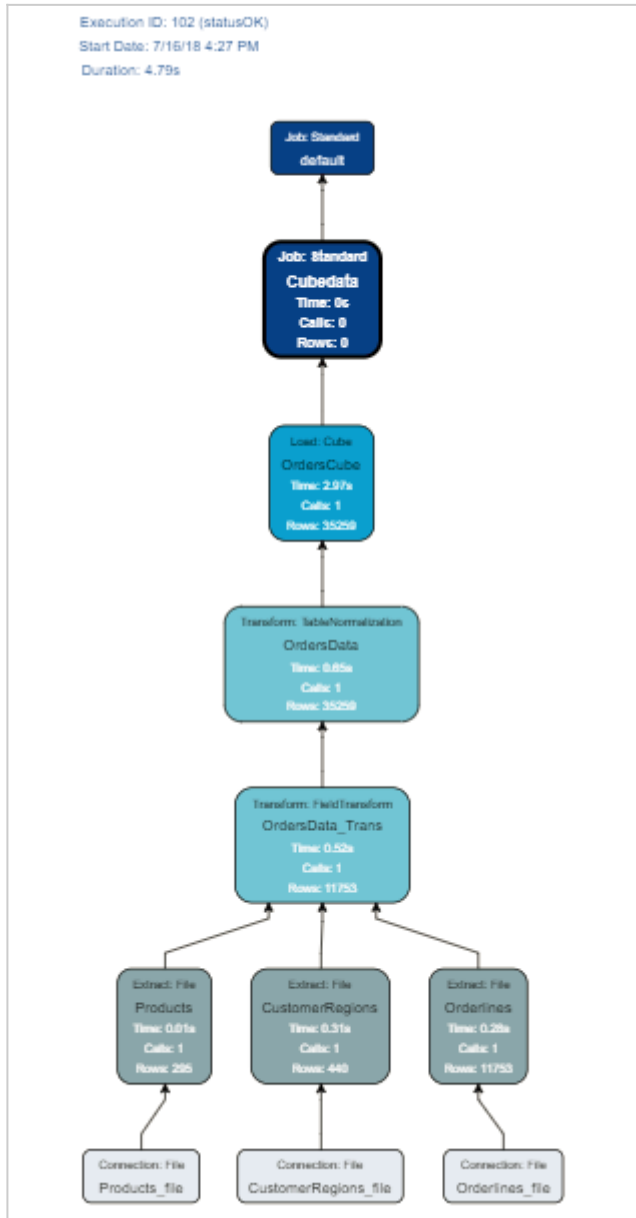 Execution ID: 102 (statusOK)
Start Date: 7/16/18 4:27 PM
Duration: 4.79s
Job: Standard
default
Job: Standard
Cubedata
Time: 0s
Calls: 0
Rows: 0
Load: Cube
OrdersCube
Time: 2.97s
Calls: 1
Rows: 35259
Transform: TableNormalization
OrdersData
Time: 0.65s
Calls: 1
Rows: 35259
Transform: FieldTransform
OrdersData_Trans
Time: 0.52s
Calls: 1
Rows: 11753
Extract: File
Products
Time: 0.01s
Calls: 1
Rows: 295
Extract: File
CustomerRegions
Time: 0.31s
Calls: 1
Rows: 440
Extract: File
Orderlines
Time: 0.28s
Calls: 1
Rows: 11753
Connection: File
Products_file
Connection: File
CustomerRegions_file
Connection: File
Orderlines_file